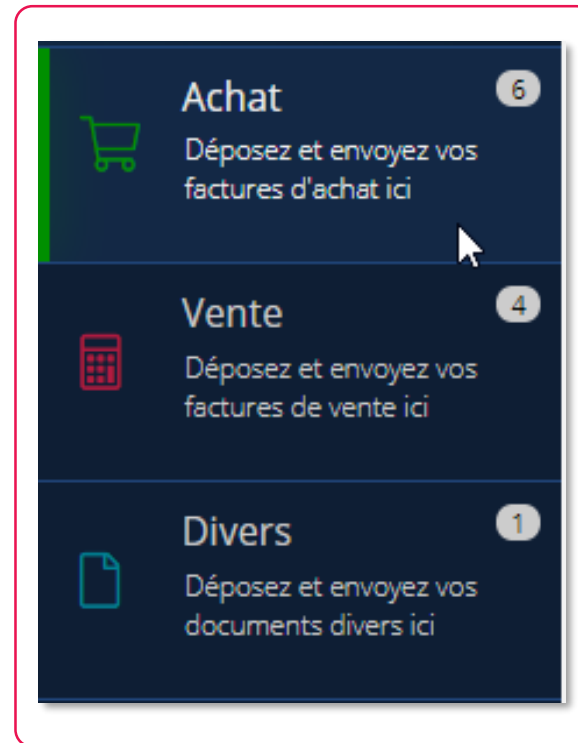 Achat
6
Déposez et envoyez vos
factures d'achat ici
Vente
4
Déposez et envoyez vos
factures de vente ici
Divers
1
Déposez et envoyez vos
documents divers ici